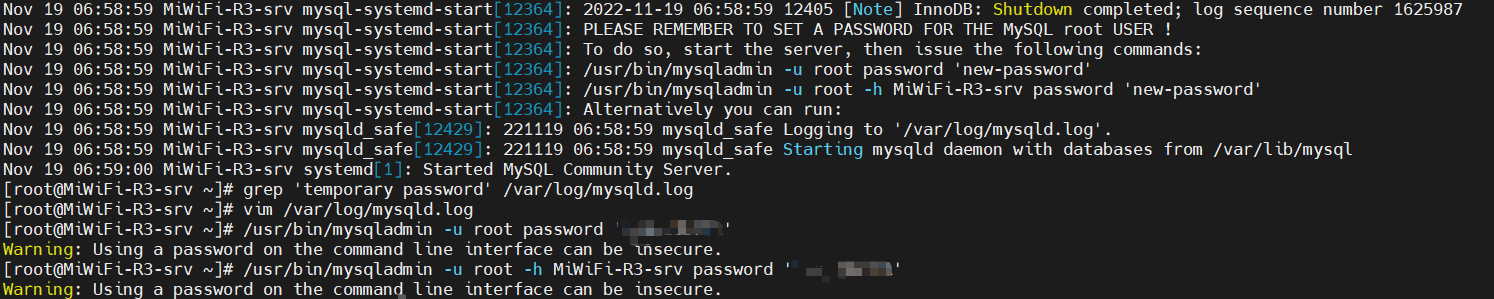 Nov 19 06:58:59 MiWiFi-R3-srv mysql-systemd-start[12364]: 2022-11-19 06:58:59 12405 [Note] InnoDB: Shutdown completed; log sequence number 1625987
Nov 19 06:58:59 MiWiFi-R3-srv mysql-systemd-start[12364]: PLEASE REMEMBER TO SET A PASSWORD FOR THE MySQL root USER !
Nov 19 06:58:59 MiWiFi-R3-srv mysql-systemd-start[12364]: To do so, start the server, then issue the following commands:
Nov 19 06:58:59 MiWiFi-R3-srv mysql-systemd-start[12364]: /usr/bin/mysqladmin -u root password 'new-password'
Nov 19 06:58:59 MiWiFi-R3-srv mysql-systemd-start[12364]: /usr/bin/mysqladmin -u root -h MiWiFi-R3-srv password 'new-password'
Nov 19 06:58:59 MiWiFi-R3-srv mysql-systemd-start[12364]: Alternatively you can run:
Nov 19 06:58:59 MiWiFi-R3-srv mysqld_safe[12429]: 221119 06:58:59 mysqld_safe Logging to '/var/log/mysqld.log'.
Nov 19 06:58:59 MiWiFi-R3-srv mysqld_safe[12429]: 221119 06:58:59 mysqld_safe Starting mysqld daemon with databases from /var/lib/mysql
Nov 19 06:59:00 MiWiFi-R3-srv systemd[1]: Started MySQL Community Server.
[root@MiWiFi-R3-srv ~]# grep 'temporary password' /var/log/mysqld.log
[root@MiWiFi-R3-srv ~]# vim /var/log/mysqld.log
[root@MiWiFi-R3-srv ~]# /usr/bin/mysqladmin -u root password ' '
Warning: Using a password on the command line interface can be insecure.
[root@MiWiFi-R3-srv ~]# /usr/bin/mysqladmin -u root -h MiWiFi-R3-srv password ' '
Warning: Using a password on the command line interface can be insecure.